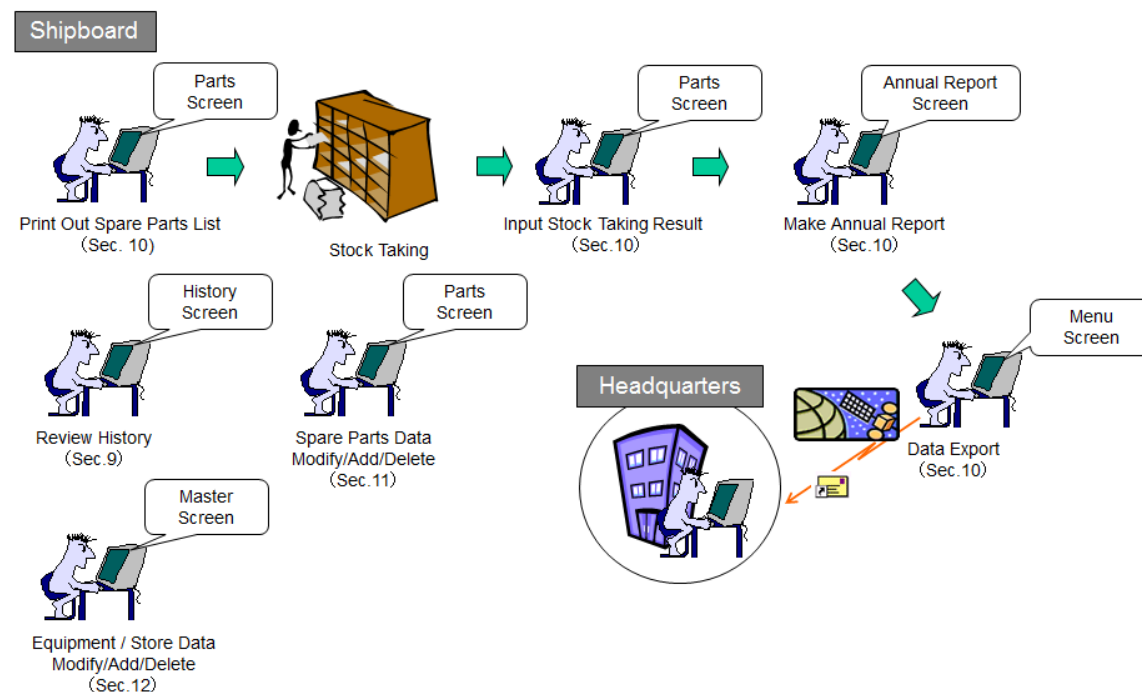 Shipboard
Parts
Screen
Print Out Spare Parts List
(Sec. 10)
Stock Taking
Parts
Screen
Input Stock Taking Result
(Sec.10)
Annual Report
Screen
Make Annual Report
(Sec.10)
History
Screen
Review History
(Sec.9)
Parts
Screen
Spare Parts Data
Modify/Add/Delete
(Sec.11)
Menu
Screen
Data Export
(Sec.10)
Headquarters
Master
Screen
Equipment / Store Data
Modify/Add/Delete
(Sec.12)